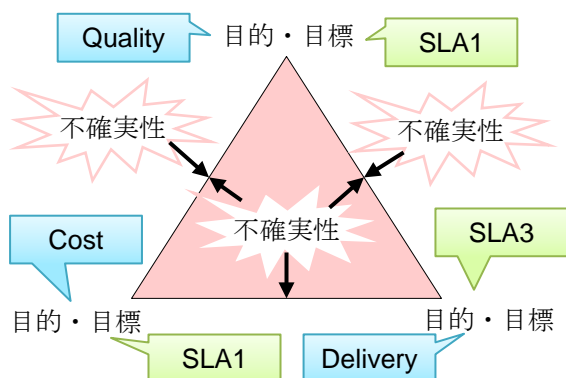 Quality
目的・目標
SLA1
不確実性
不確実性
不確実性
Cost
SLA3
目的・目標
目的・目標
SLA1
Delivery